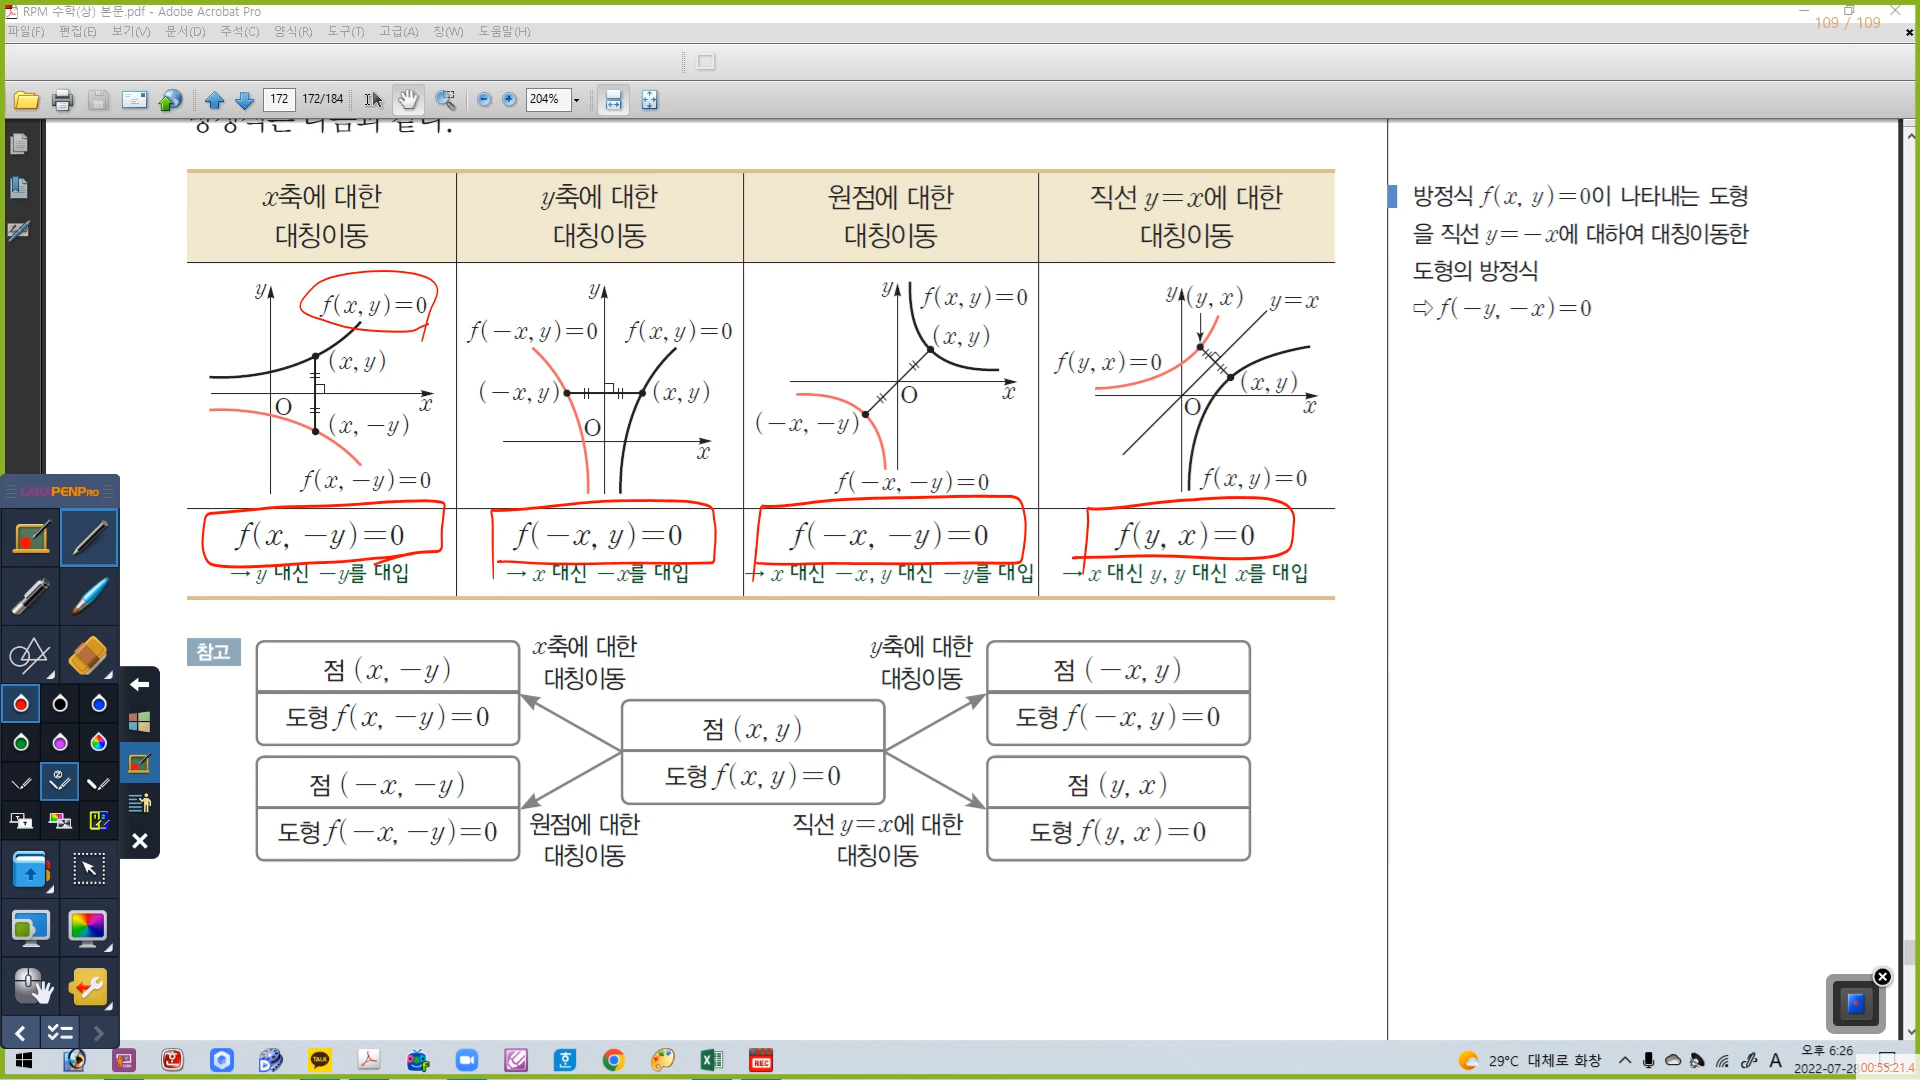 RPM 수학(상) 본문.pdf - Adobe Acrobat Pro
109 / 109
파일(F) 편집(E) 보기(V) 문서(D) 주석(C) 양식(R) 도구(T) 고급(A) 창(W) 도움말(H)
172 172/184 204%
x축에 대한 대칭이동
y축에 대한 대칭이동
원점에 대한 대칭이동
직선 y=x에 대한 대칭이동
y
f(x, y)=0
(x, y)
O
x
(x, -y)
f(x, -y)=0
y
f(-x, y)=0
f(x, y)=0
(-x, y)
(x, y)
O
x
y
f(x, y)=0
(x, y)
O
x
(-x, -y)
f(-x, -y)=0
y
(y, x)
y=x
f(y, x)=0
(x, y)
O
x
f(x, y)=0
f(x, -y)=0
→ y 대신 -y를 대입
f(-x, y)=0
→ x 대신 -x를 대입
f(-x, -y)=0
→ x 대신 -x, y 대신 -y를 대입
f(y, x)=0
→ x 대신 y, y 대신 x를 대입
참고
점 (x, -y)
도형 f(x, -y)=0
x축에 대한
대칭이동
y축에 대한
대칭이동
점 (-x, y)
도형 f(-x, y)=0
점 (x, y)
도형 f(x, y)=0
점 (-x, -y)
도형 f(-x, -y)=0
원점에 대한
대칭이동
직선 y=x에 대한
대칭이동
점 (y, x)
도형 f(y, x)=0
방정식 f(x, y)=0이 나타내는 도형
을 직선 y=-x에 대하여 대칭이동한
도형의 방정식
⇨ f(-y, -x)=0
CARAPENPRO
②
TALK
REC
29°C 대체로 화창
A
오후 6:26
2022-07-28
00:55:21.4